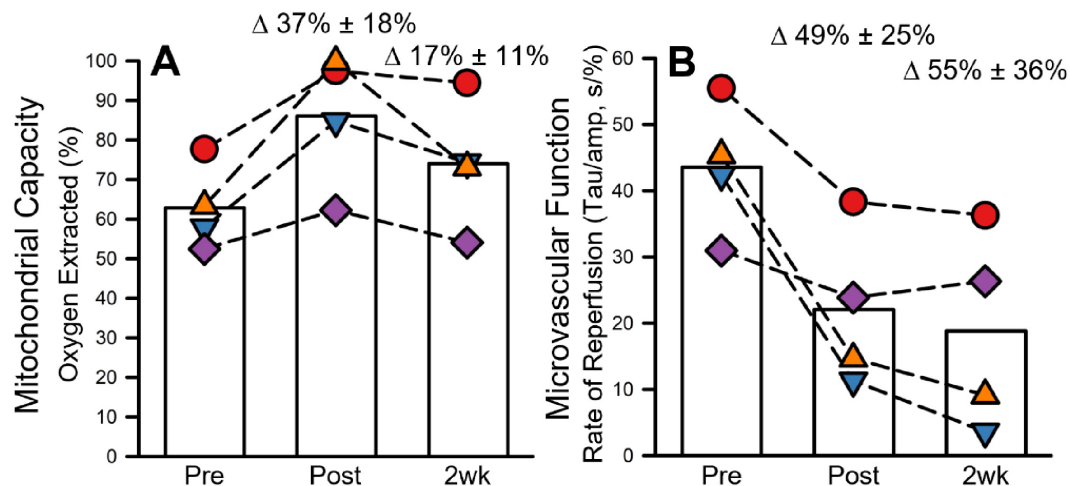 Δ 37% ± 18%
Δ 17% ± 11%
A
Mitochondrial Capacity
Oxygen Extracted (%)
100
90
80
70
60
50
40
30
20
10
0
Pre Post 2wk
Δ 49% ± 25%
Δ 55% ± 36%
B
Microvascular Function
Rate of Reperfusion (Tau/amp, s/%)
60
50
40
30
20
10
0
Pre Post 2wk